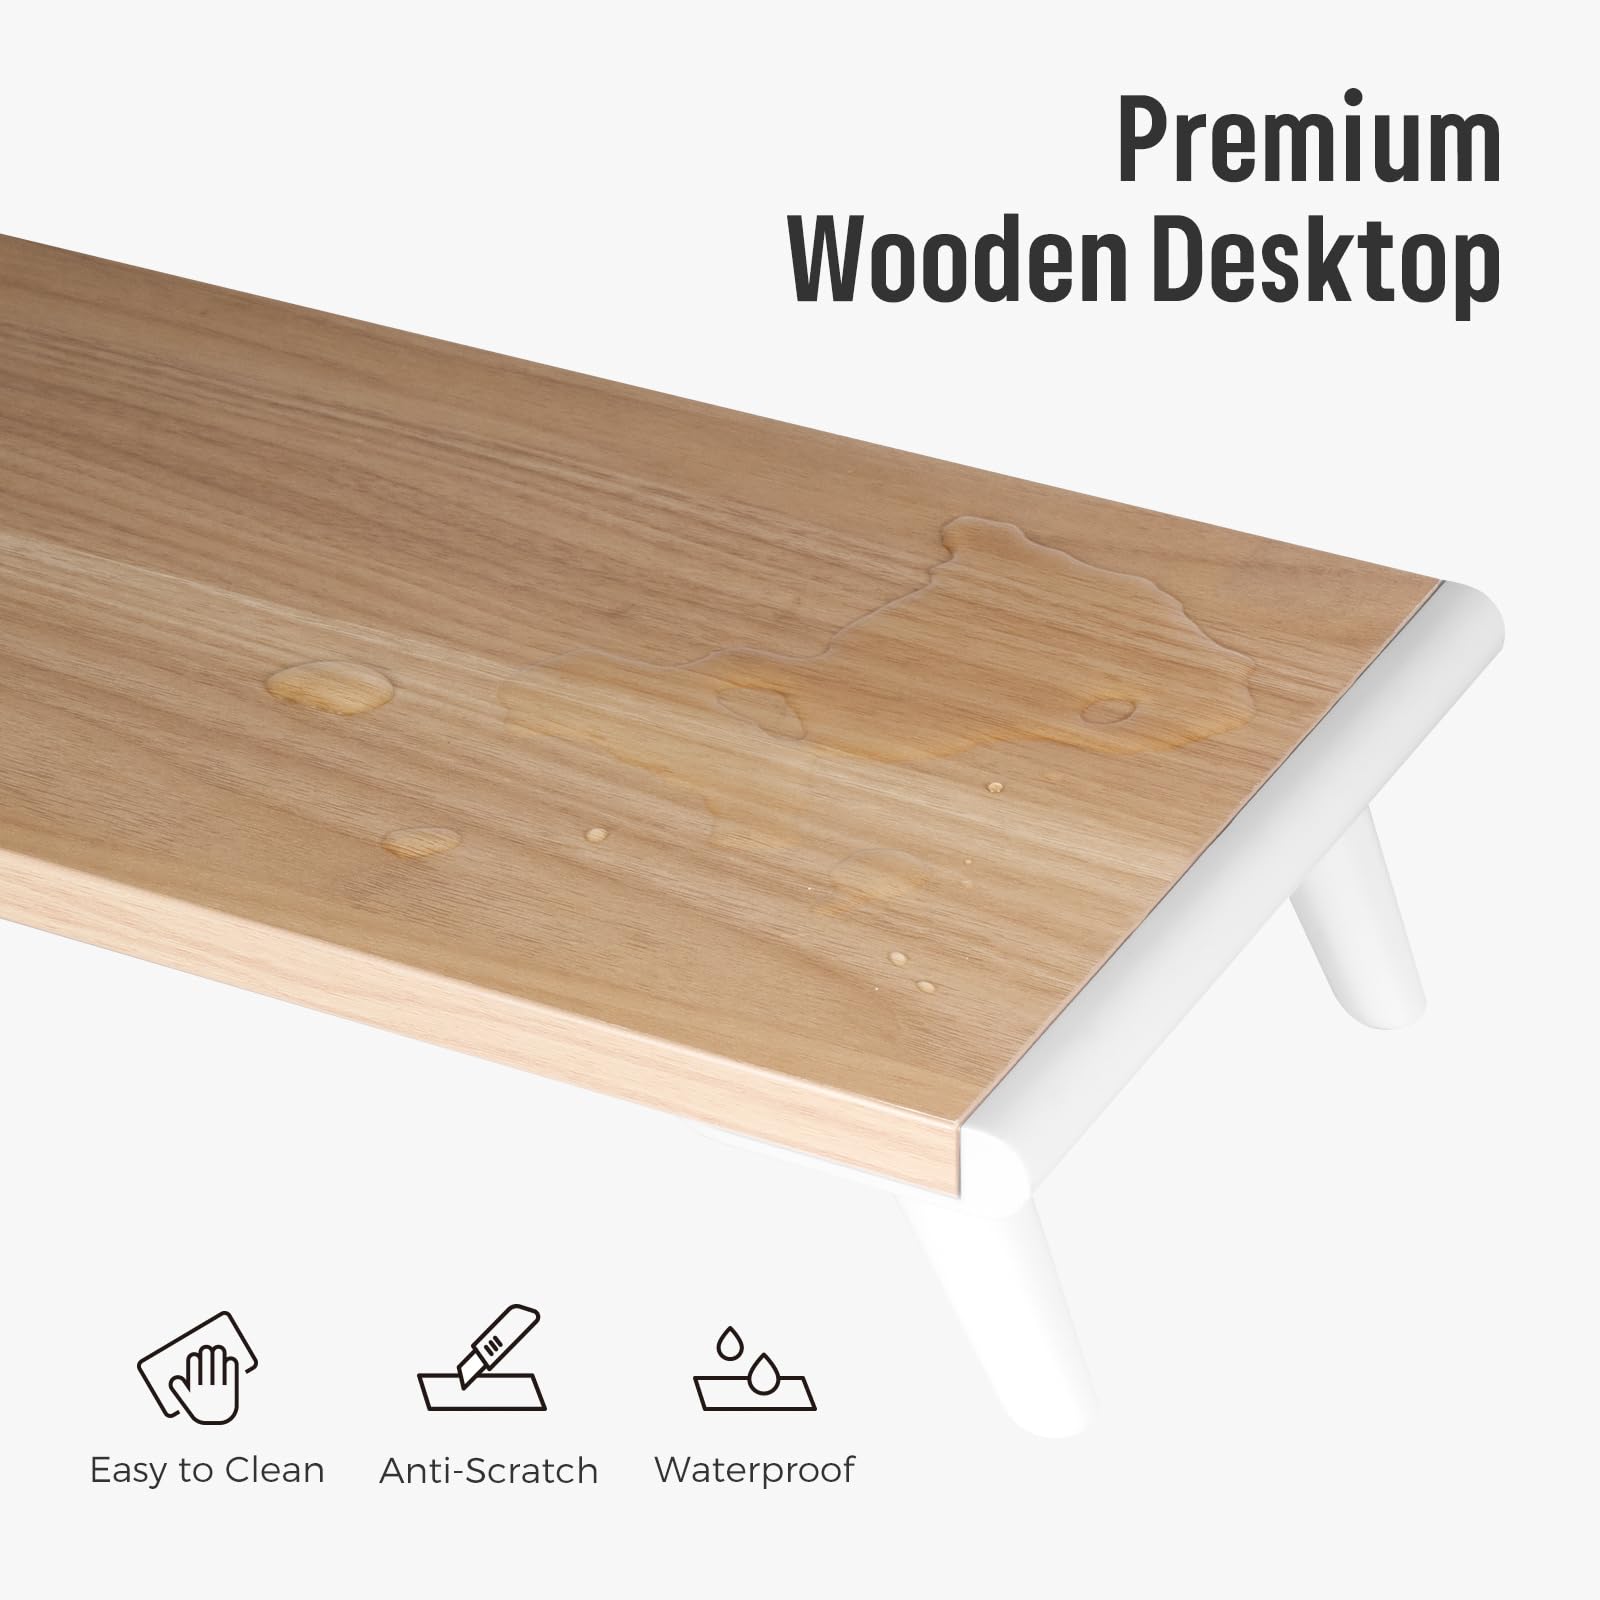 Premium
Wooden Desktop
Easy to Clean
Anti-Scratch
Waterproof